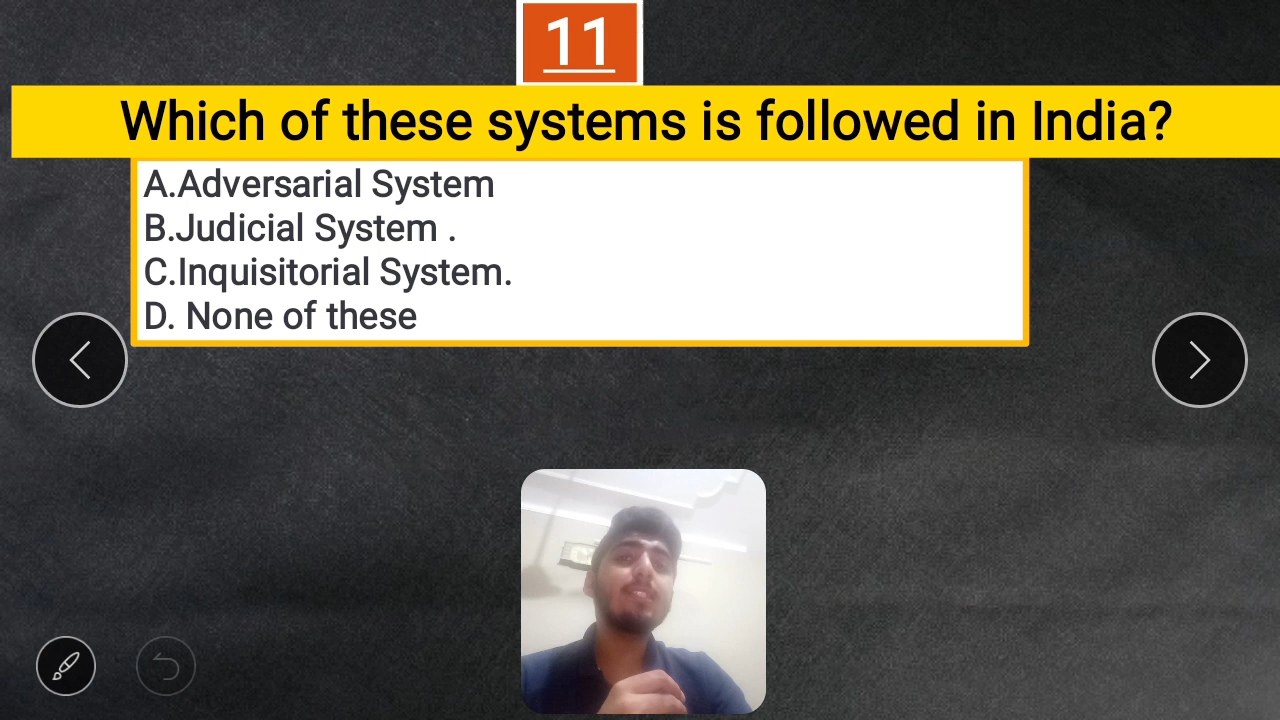 11
Which of these systems is followed in India?
A.Adversarial System
B.Judicial System .
C.Inquisitorial System.
D. None of these